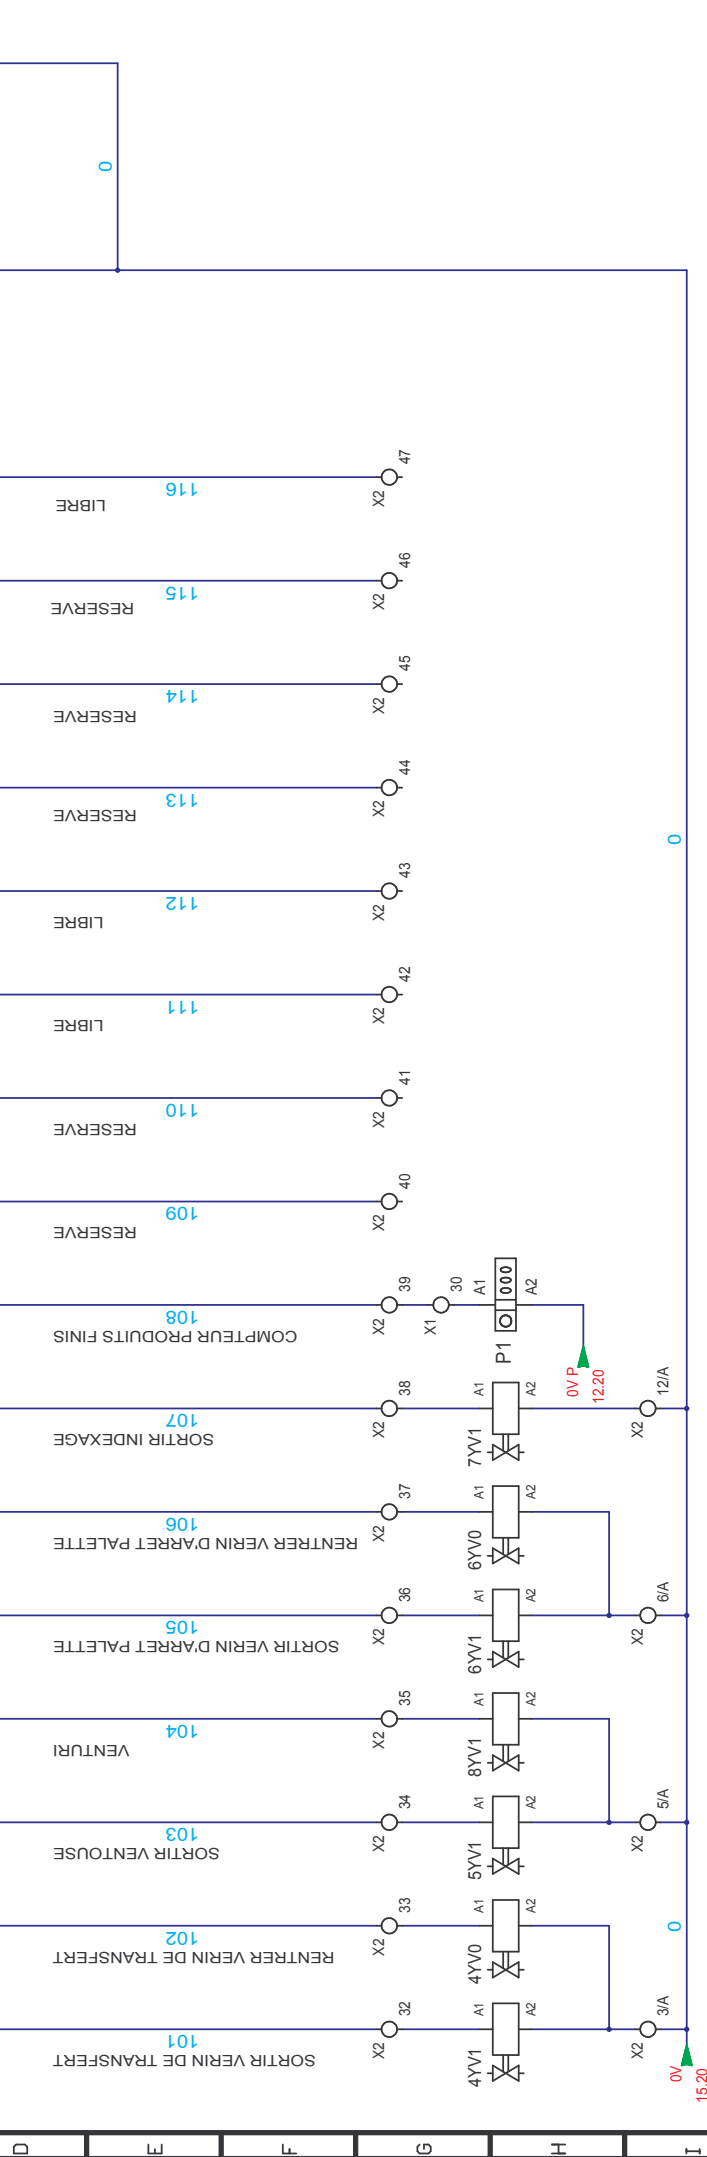 0
LIBRE
116
X2
47
RESERVE
115
X2
46
RESERVE
114
X2
45
RESERVE
113
X2
44
0
LIBRE
112
X2
43
LIBRE
111
X2
42
RESERVE
110
X2
41
RESERVE
109
X2
40
COMPTEUR PRODUITS FINIS
108
X2
39
X1
30
A1
000
A2
P1
0V P
12.20
SORTIR INDEXAGE
107
X2
38
A1
A2
7YV1
X2
12/A
RENTRER VERIN D'ARRET PALETTE
106
X2
37
A1
A2
6YV0
SORTIR VERIN D'ARRET PALETTE
105
X2
36
A1
A2
6YV1
X2
6/A
VENTURI
104
X2
35
A1
A2
8YV1
SORTIR VENTOUSE
103
X2
34
A1
A2
5YV1
X2
5/A
RENTRER VERIN DE TRANSFERT
102
X2
33
A1
A2
4YV0
0
SORTIR VERIN DE TRANSFERT
101
X2
32
A1
A2
4YV1
X2
3/A
0V
15.20
D
E
F
G
H
I